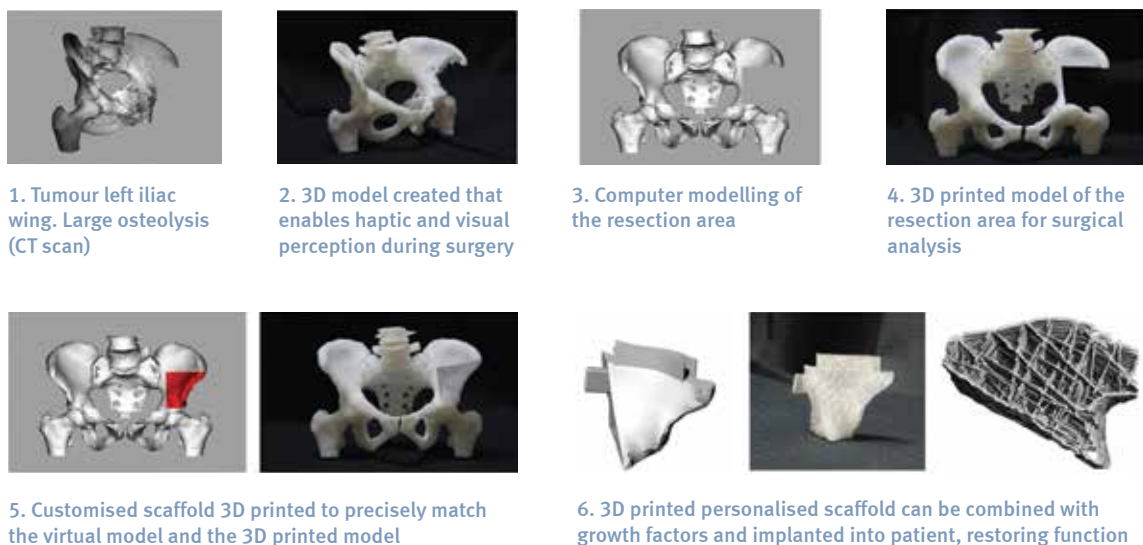 1. Tumour left iliac
wing. Large osteolysis
(CT scan)
2. 3D model created that
enables haptic and visual
perception during surgery
3. Computer modelling of
the resection area
4. 3D printed model of the
resection area for surgical
analysis
5. Customised scaffold 3D printed to precisely match
the virtual model and the 3D printed model
6. 3D printed personalised scaffold can be combined with
growth factors and implanted into patient, restoring function